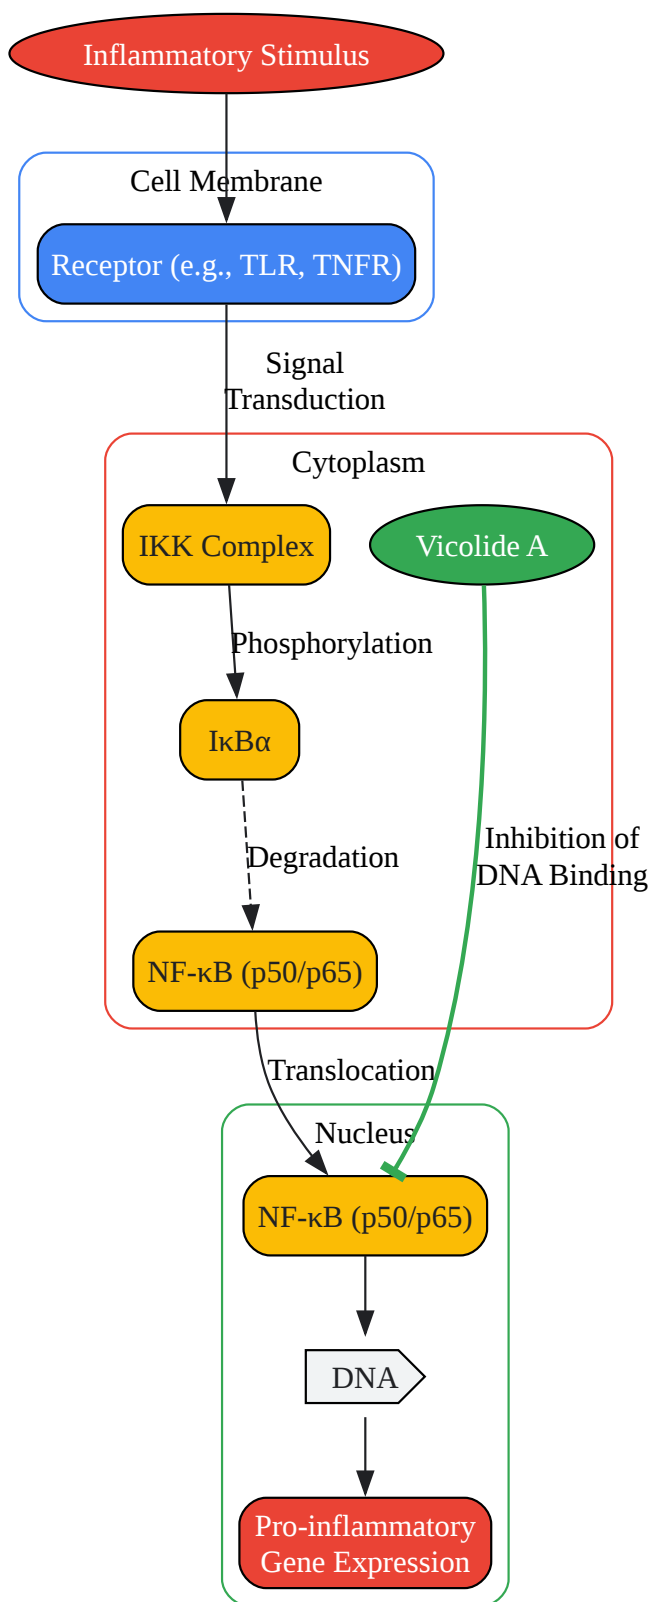 Inflammatory Stimulus
Cell Membrane
Receptor (e.g., TLR, TNFR)
Signal
Transduction
Cytoplasm
IKK Complex
Vicolide A
Phosphorylation
IκBα
Inhibition of
DNA Binding
Degradation
NF-κB (p50/p65)
Translocation
Nucleus
NF-κB (p50/p65)
DNA
Pro-inflammatory
Gene Expression